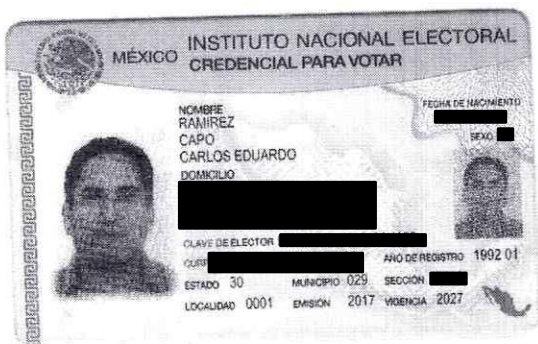 MÉXICO
INSTITUTO NACIONAL ELECTORAL
CREDENCIAL PARA VOTAR
NOMBRE
RAMIREZ
CAPO
CARLOS EDUARDO
FECHA DE NACIMIENTO
SEXO
DOMICILIO
CLAVE DE ELECTOR
CURP
AÑO DE REGISTRO 1992 01
ESTADO 30 MUNICIPIO 029 SECCIÓN
LOCALIDAD 0001 EMISIÓN 2017 VIGENCIA 2027